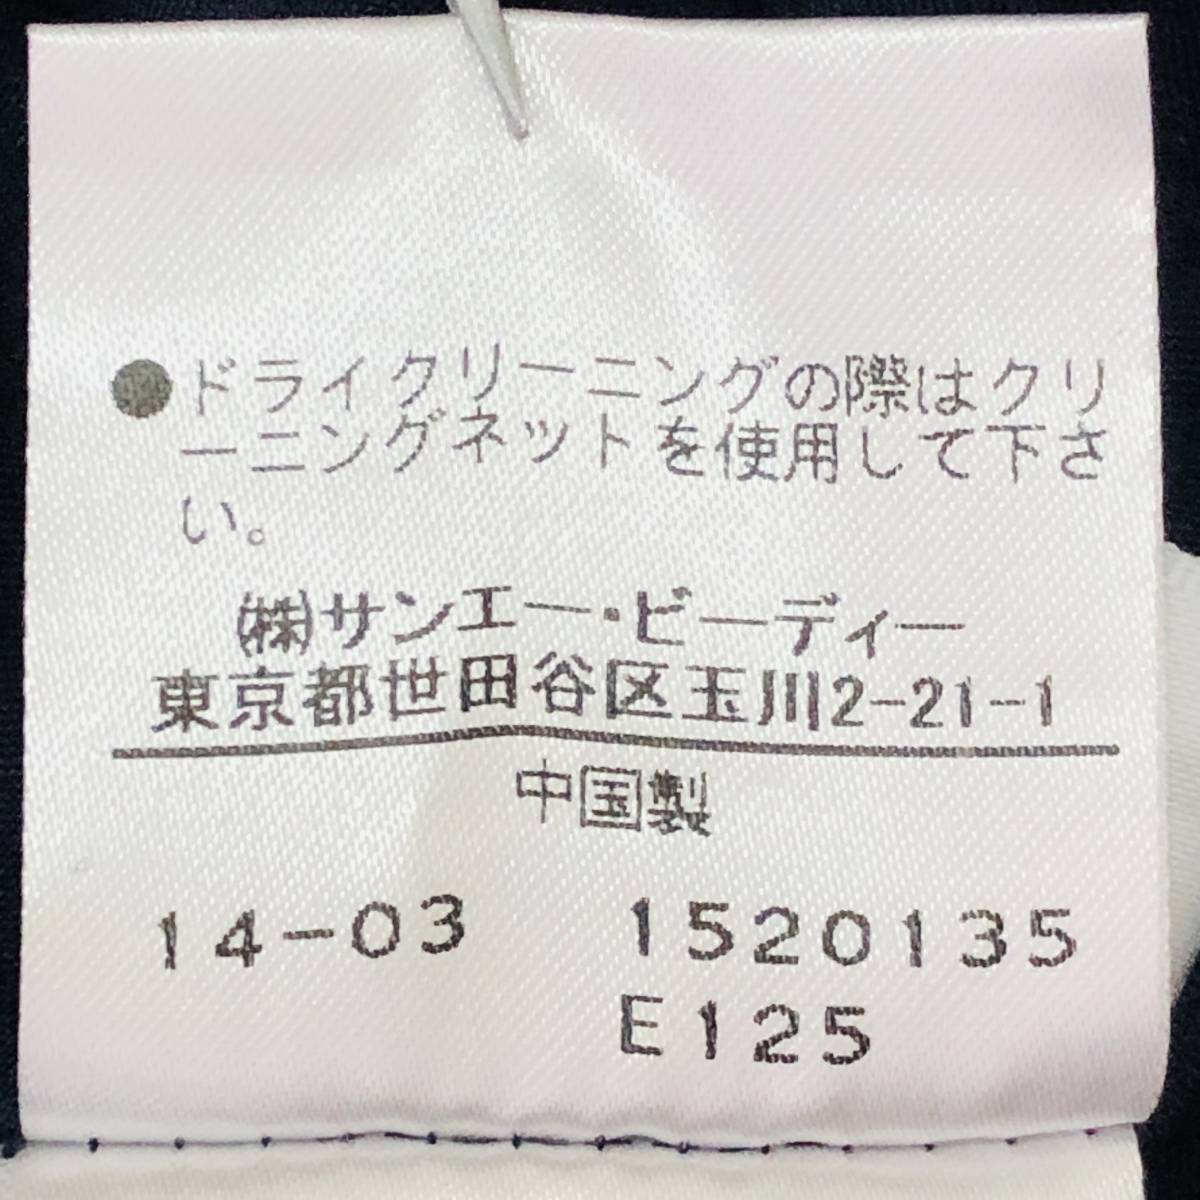 ●ドライクリーニングの際はクリ
ーニングネットを使用して下さ
い。
㈱サンエー・ビーディー
東京都世田谷区玉川2-21-1
中国製
14-03 1520135
E125